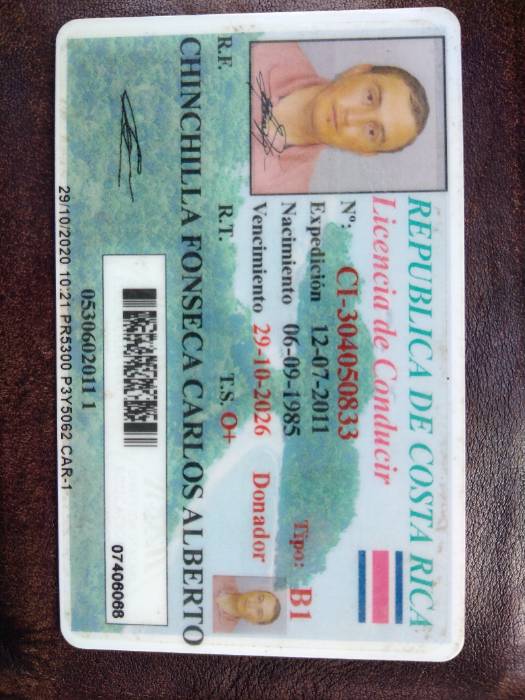 REPUBLICA DE COSTA RICA
Licencia de Conducir
Nº: CI-304050833
Expedición 12-07-2011
Nacimiento 06-09-1985
Vencimiento 29-10-2026
Tipo: B1
Donador
R.F. R.T. T.S. O+
CHINCHILLA FONSECA CARLOS ALBERTO
07406068
0530602011 1
29/10/2020 10:21 PR5300 P3Y5062 CAR-1